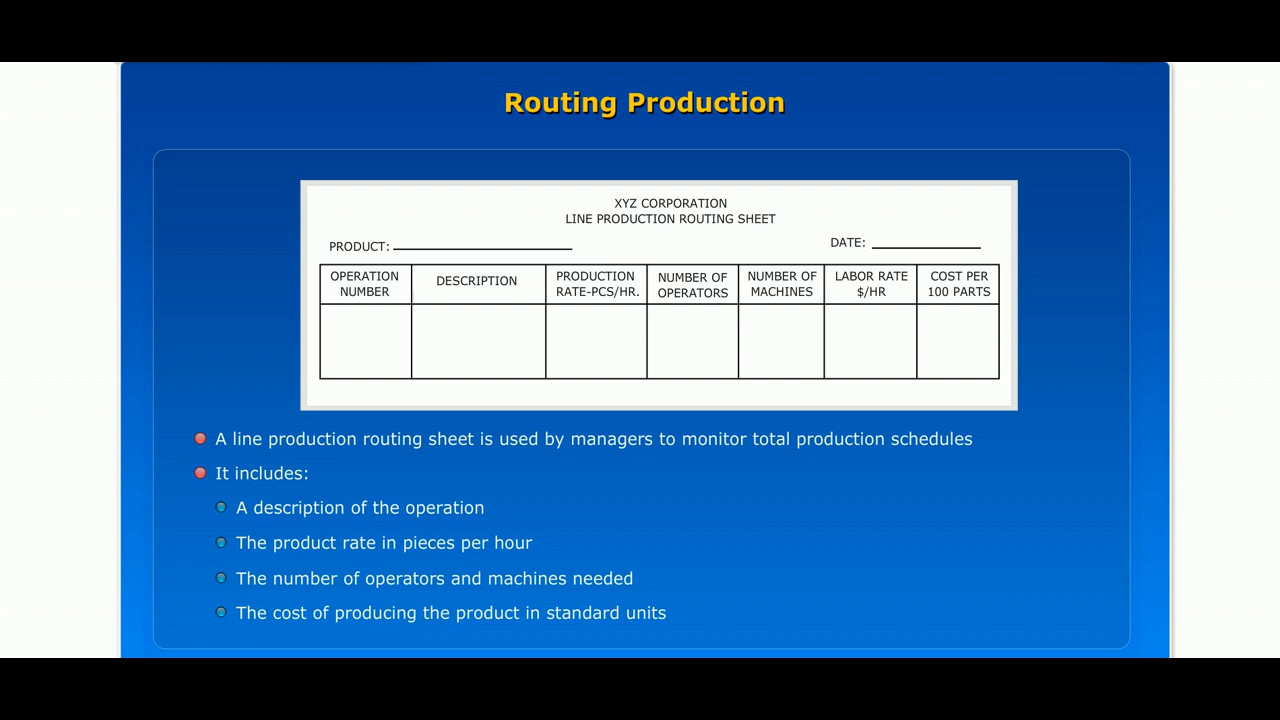 Routing Production
XYZ CORPORATION
LINE PRODUCTION ROUTING SHEET
PRODUCT:
DATE:
OPERATION NUMBER
DESCRIPTION
PRODUCTION RATE-PCS/HR.
NUMBER OF OPERATORS
NUMBER OF MACHINES
LABOR RATE $/HR
COST PER 100 PARTS
A line production routing sheet is used by managers to monitor total production schedules
It includes:
A description of the operation
The product rate in pieces per hour
The number of operators and machines needed
The cost of producing the product in standard units